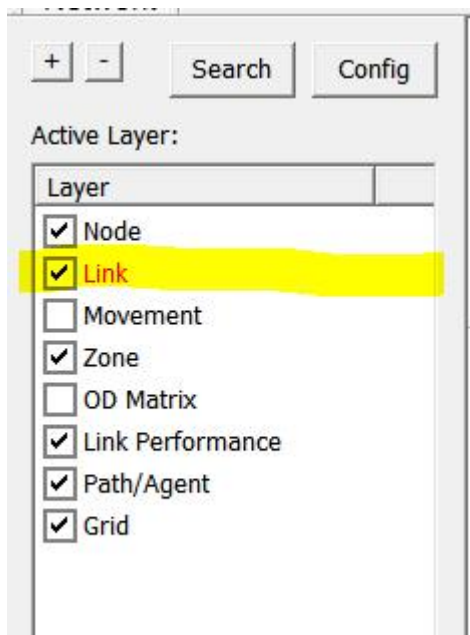 + - Search Config
Active Layer:
Layer
Node
Link
Movement
Zone
OD Matrix
Link Performance
Path/Agent
Grid